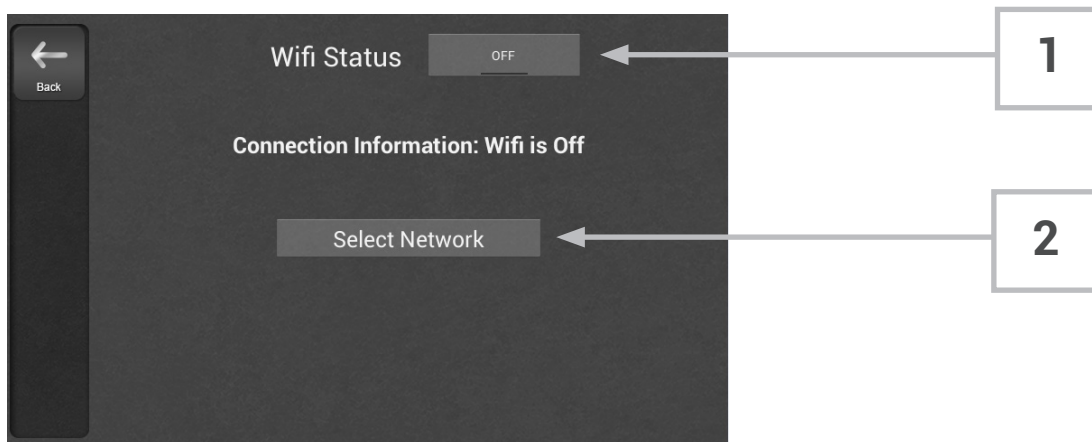 Wifi Status OFF
1
Back
Connection Information: Wifi is Off
Select Network
2